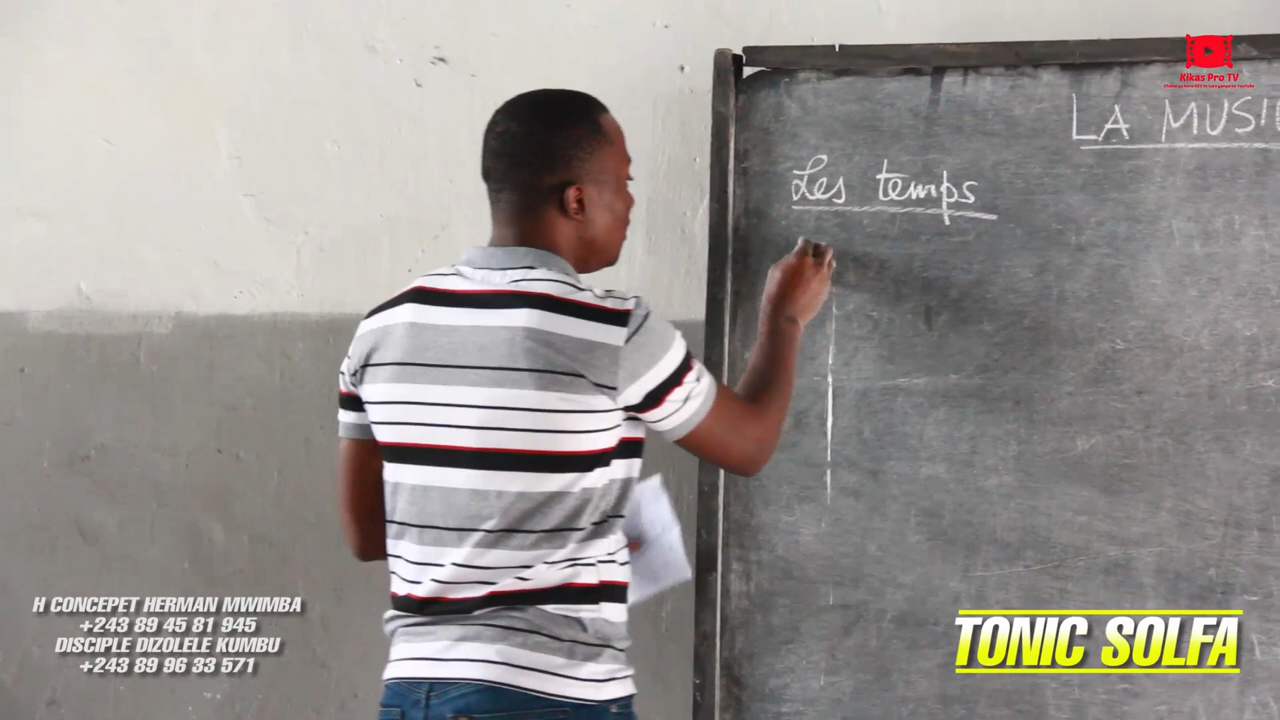 Kikas Pro TV
LA MUSI
Les temps
H CONCEPET HERMAN MWIMBA
+243 89 45 81 945
DISCIPLE DIZOLELE KUMBU
+243 89 96 33 571
TONIC SOLFA